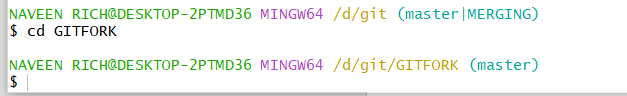 NAVEEN RICH@DESKTOP-2PTMD36 MINGW64 /d/git (master|MERGING)
$ cd GITFORK
NAVEEN RICH@DESKTOP-2PTMD36 MINGW64 /d/git/GITFORK (master)
$